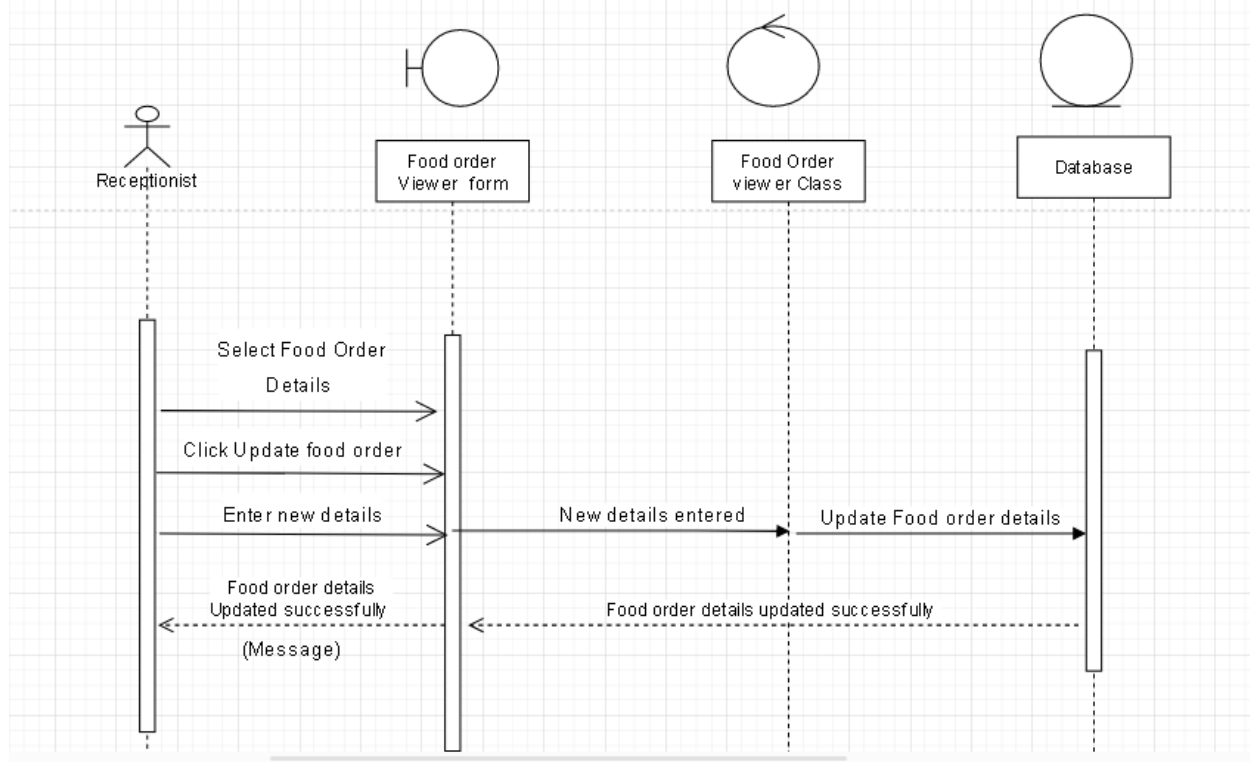 Receptionist
Food order
Viewer form
Food Order
viewer Class
Database
Select Food Order
Details
Click Update food order
Enter new details
New details entered
Update Food order details
Food order details
Updated successfully
(Message)
Food order details updated successfully